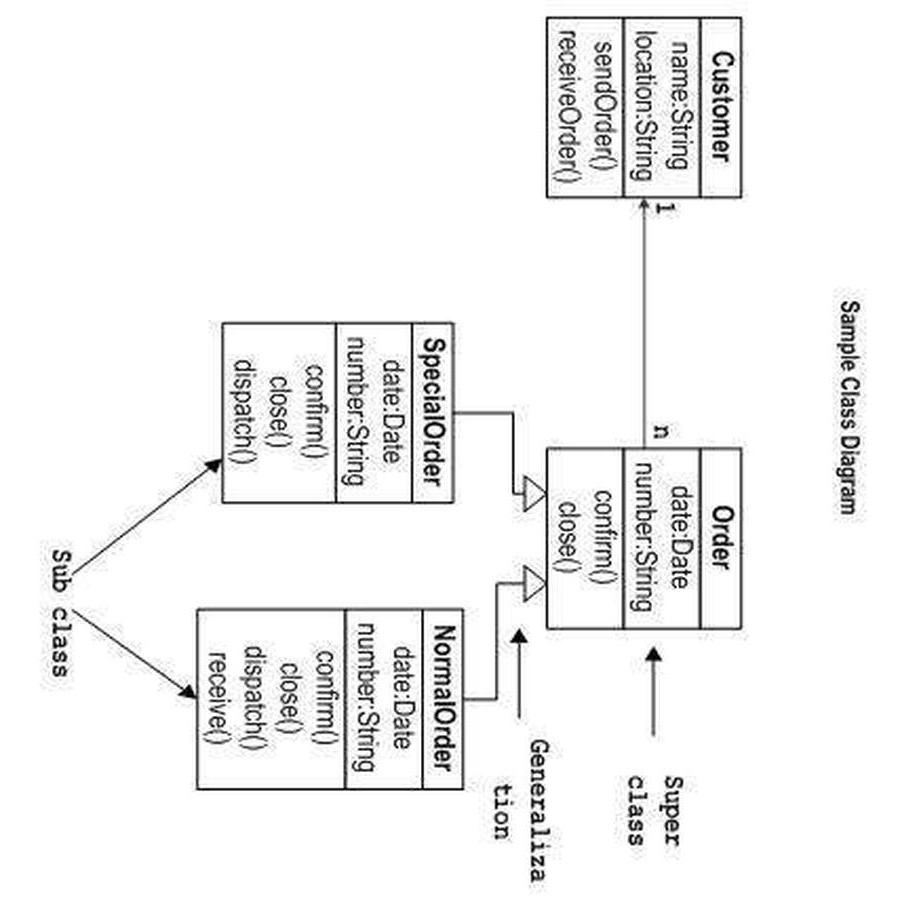 Sample Class Diagram
Customer
name:String
location:String
sendOrder()
receiveOrder()
1
n
Order
date:Date
number:String
confirm()
close()
Super
class
Generaliza
tion
SpecialOrder
date:Date
number:String
confirm()
close()
dispatch()
NormalOrder
date:Date
number:String
confirm()
close()
dispatch()
receive()
Sub class